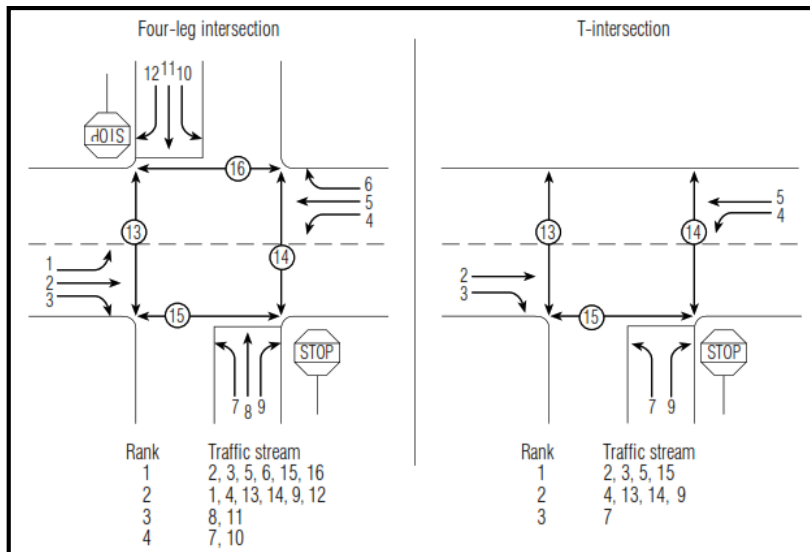 Four-leg intersection
T-intersection
12 11 10
STOP
16
6
5
4
13
14
1
2
3
15
STOP
7 8 9
5
4
13
14
2
3
15
STOP
7 9
Rank Traffic stream
1 2, 3, 5, 6, 15, 16
2 1, 4, 13, 14, 9, 12
3 8, 11
4 7, 10
Rank Traffic stream
1 2, 3, 5, 15
2 4, 13, 14, 9
3 7